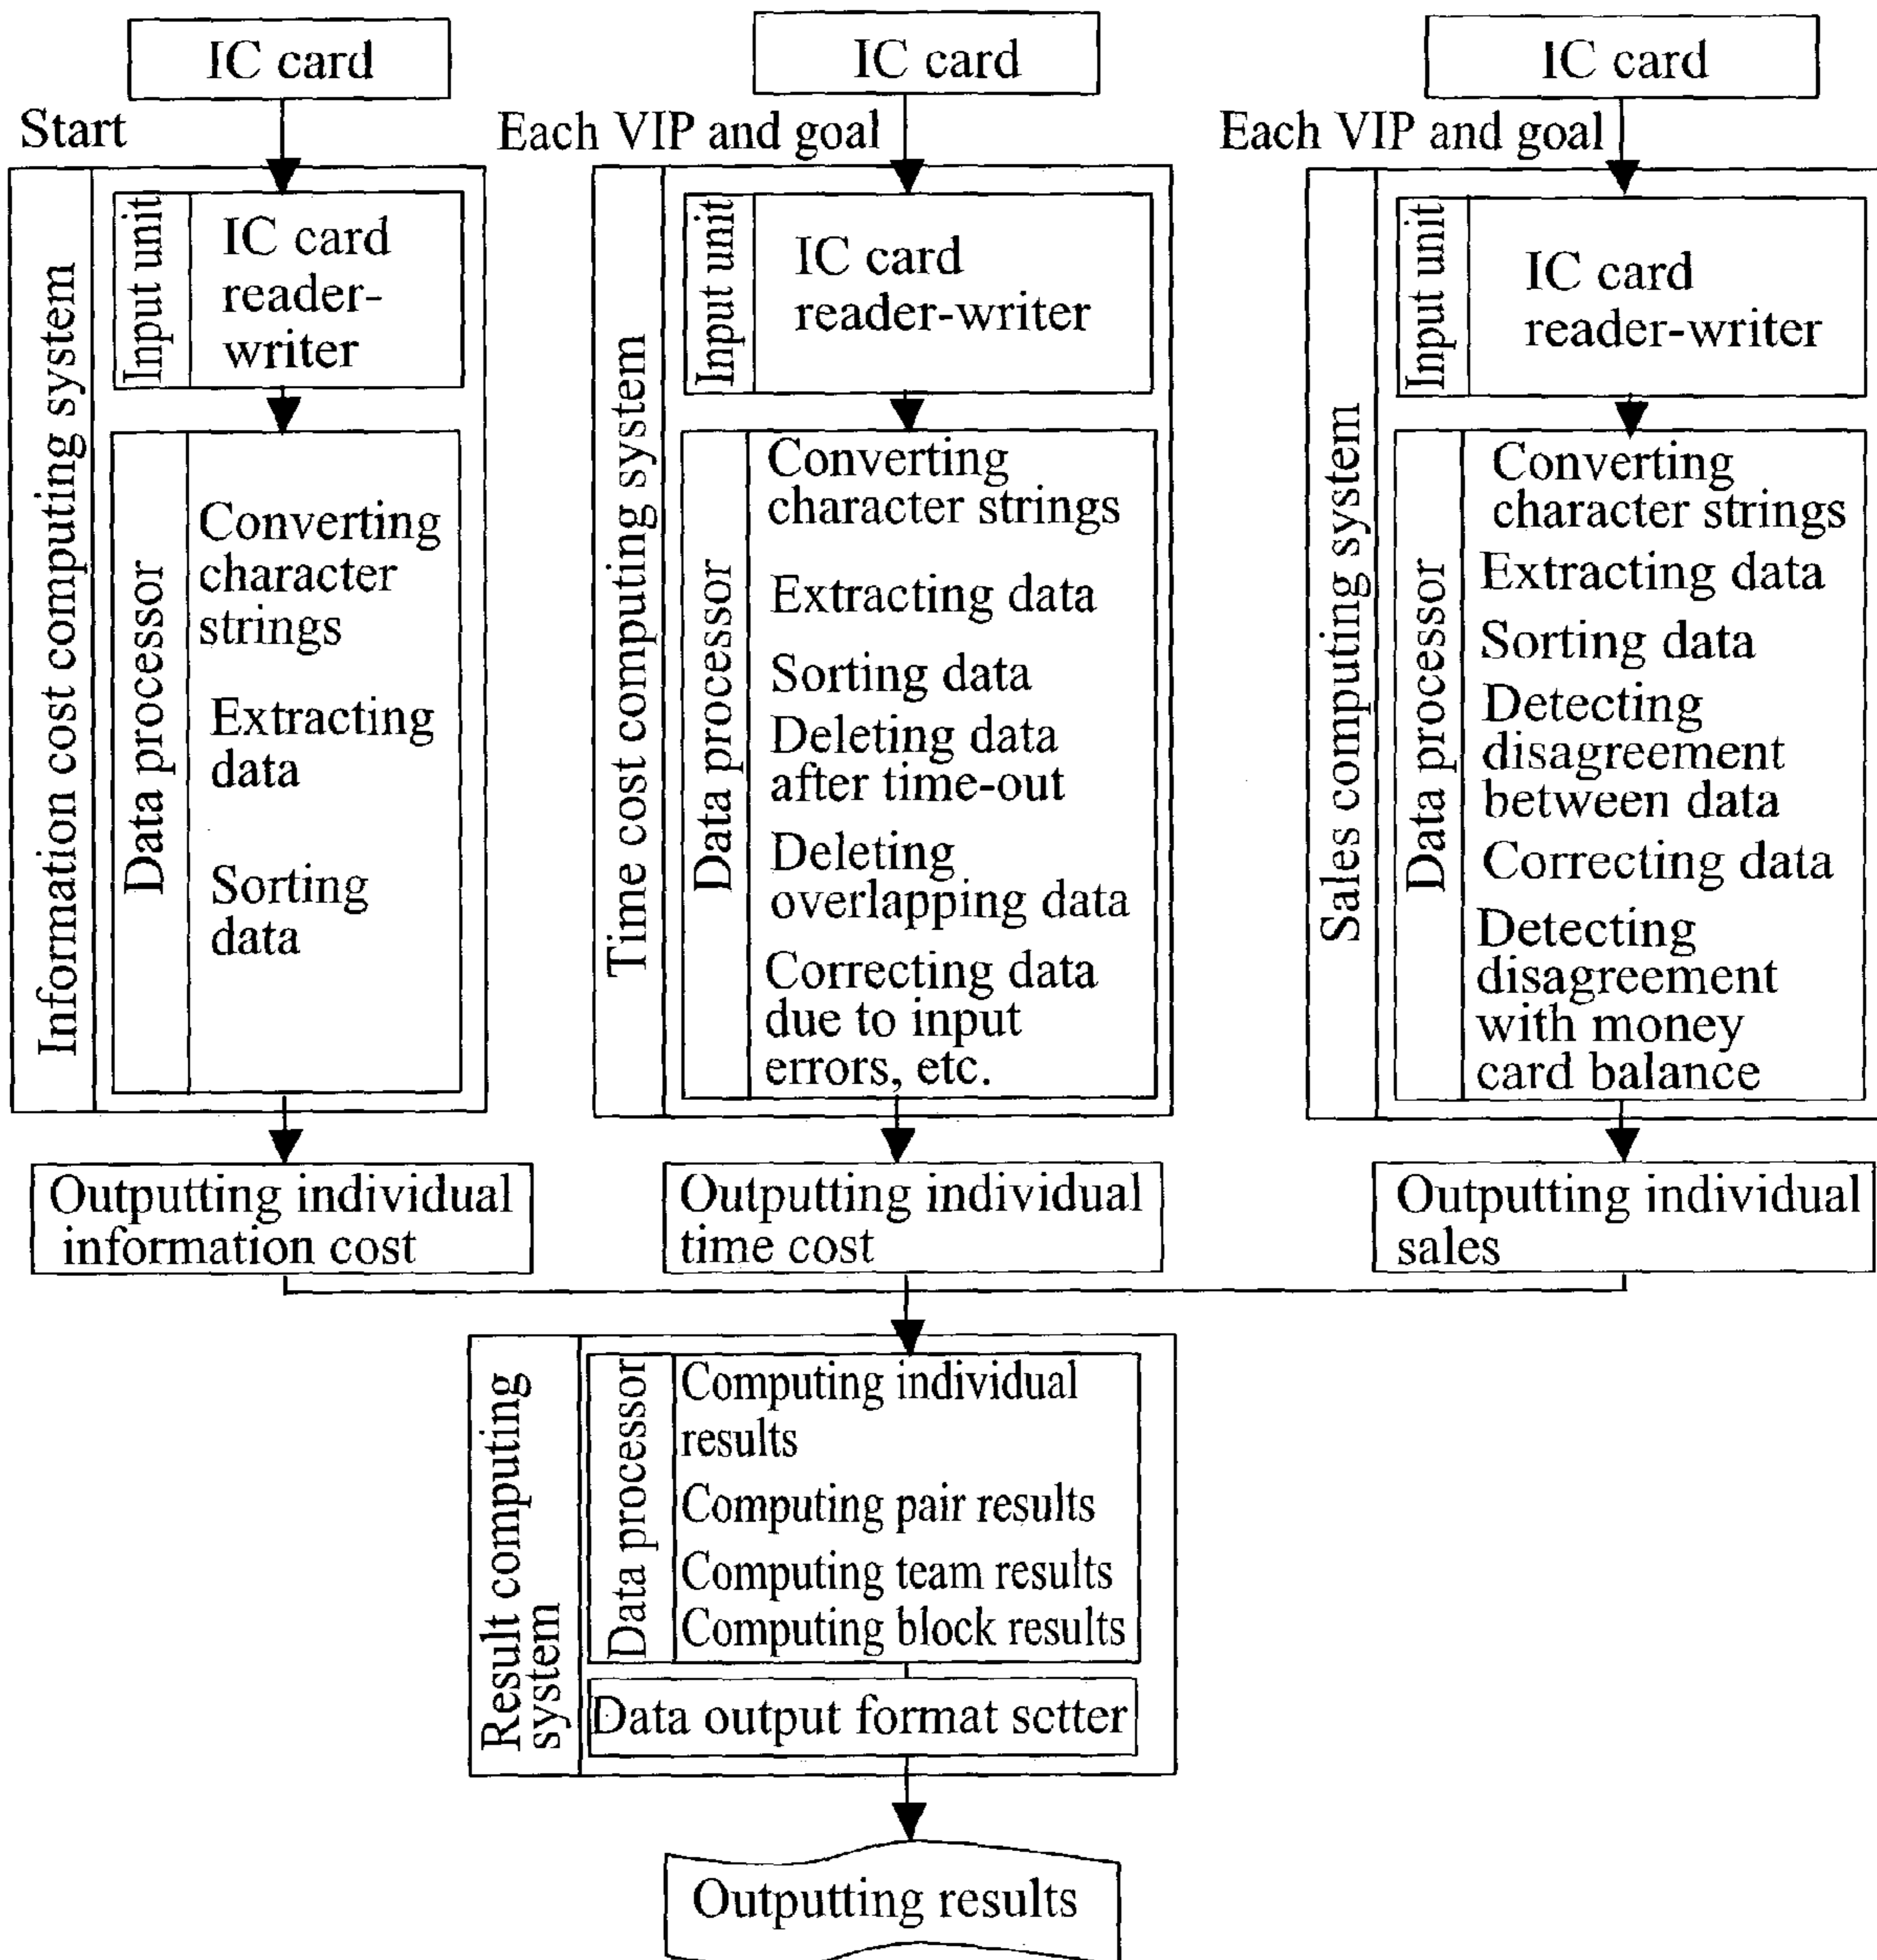 IC card
Start
Information cost computing system
Input unit
IC card
reader-
writer
Data processor
Converting
character
strings
Extracting
data
Sorting
data
Outputting individual
information cost
IC card
Each VIP and goal
Time cost computing system
Input unit
IC card
reader-writer
Data processor
Converting
character strings
Extracting data
Sorting data
Deleting data
after time-out
Deleting
overlapping data
Correcting data
due to input
errors, etc.
Outputting individual
time cost
IC card
Each VIP and goal
Sales computing system
Input unit
IC card
reader-writer
Data processor
Converting
character strings
Extracting data
Sorting data
Detecting
disagreement
between data
Correcting data
Detecting
disagreement
with money
card balance
Outputting individual
sales
Result computing
system
Data processor
Computing individual
results
Computing pair results
Computing team results
Computing block results
Data output format sctter
Outputting results